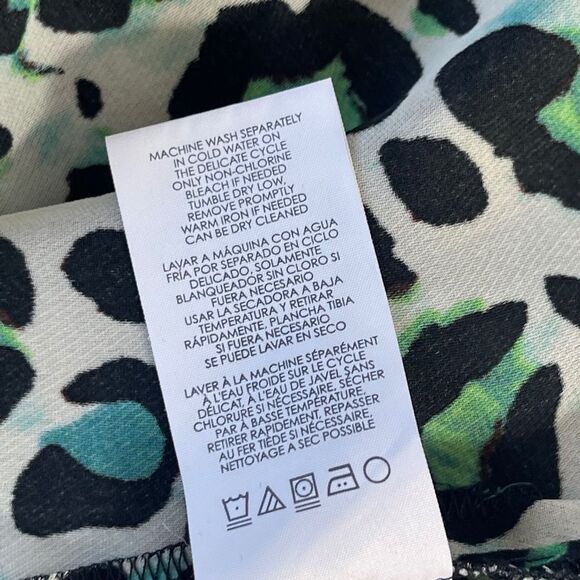 MACHINE WASH SEPARATELY
IN COLD WATER ON
THE DELICATE CYCLE
ONLY NON-CHLORINE
BLEACH IF NEEDED
TUMBLE DRY LOW,
REMOVE PROMPTLY
WARM IRON IF NEEDED
CAN BE DRY CLEANED
LAVAR A MÁQUINA CON AGUA
FRÍA POR SEPARADO EN CICLO
DELICADO, SOLAMENTE
BLANQUEADOR SIN CLORO SI
FUERA NECESARIO
USAR LA SECADORA A BAJA
TEMPERATURA Y RETIRAR
RÁPIDAMENTE, PLANCHA TIBIA
SI FUERA NECESARIO
SE PUEDE LAVAR EN SECO
LAVER À LA MACHINE SÉPARÉMENT
À L'EAU FROIDE SUR LE CYCLE
DÉLICAT, À L'EAU DE JAVEL SANS
CHLORURE SI NÉCESSAIRE, SÉCHER
PAR À BASSE TEMPÉRATURE,
RETIRER RAPIDEMENT, REPASSER
AU FER TIÈDE SI NÉCESSAIRE,
NETTOYAGE A SEC POSSIBLE